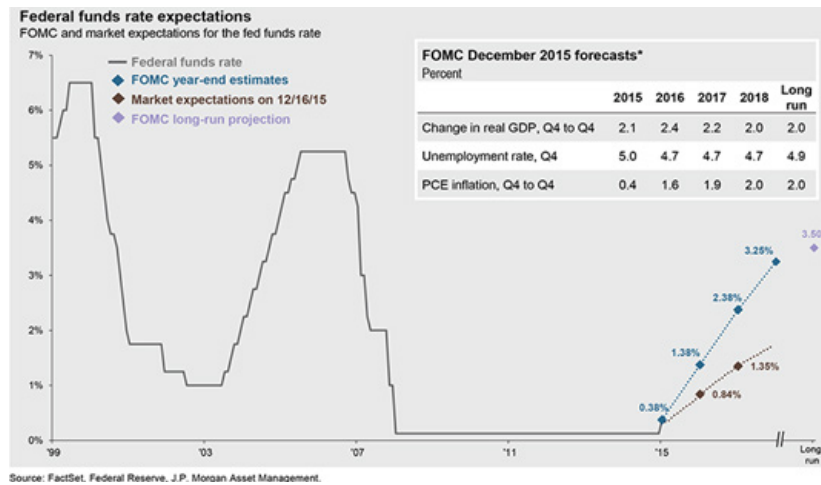 Federal funds rate expectations
FOMC and market expectations for the fed funds rate
7%
6%
5%
4%
3%
2%
1%
0%
Federal funds rate
FOMC year-end estimates
Market expectations on 12/16/15
FOMC long-run projection
FOMC December 2015 forecasts*
Percent
2015 2016 2017 2018 Long run
Change in real GDP, Q4 to Q4 2.1 2.4 2.2 2.0 2.0
Unemployment rate, Q4 5.0 4.7 4.7 4.7 4.9
PCE inflation, Q4 to Q4 0.4 1.6 1.9 2.0 2.0
3.50
3.25%
2.38%
1.38%
1.35%
0.84%
0.38%
'99 '03 '07 '11 '15 Long run
Source: FactSet, Federal Reserve, J.P. Morgan Asset Management.